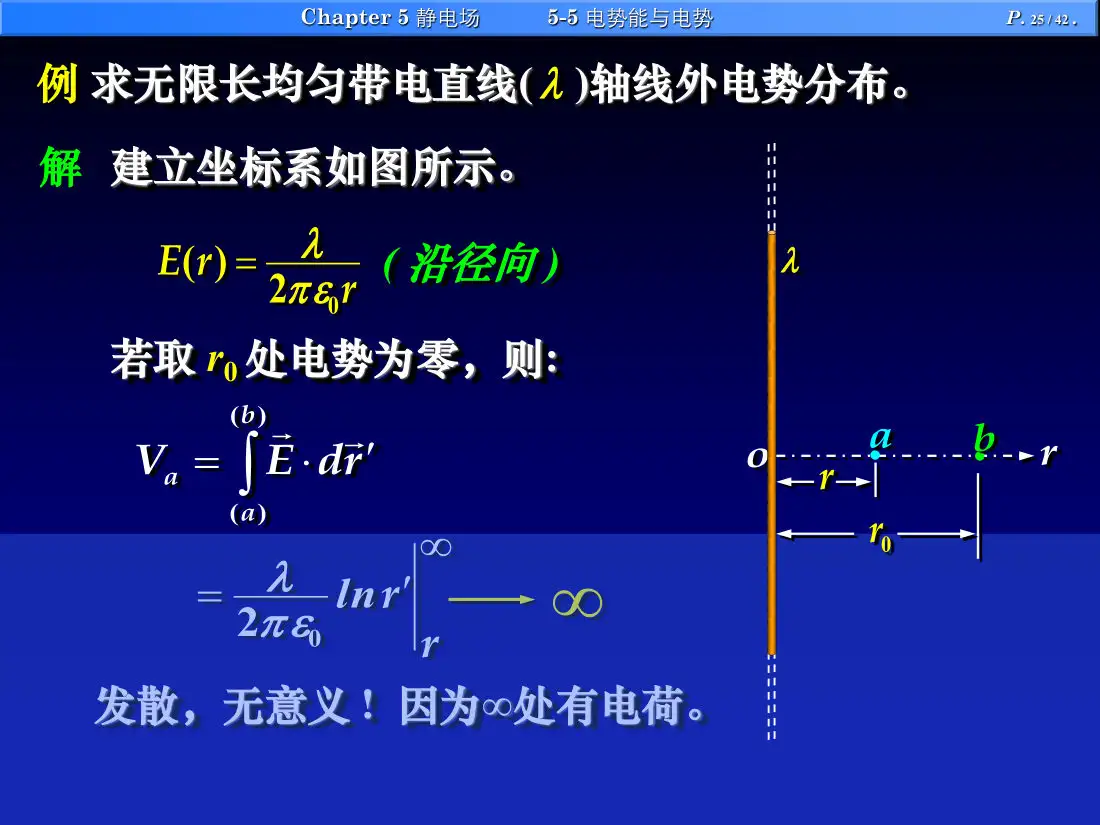 Chapter 5 静电场 5-5 电势能与电势 P. 25 / 42 .
例 求无限长均匀带电直线( λ )轴线外电势分布。
解 建立坐标系如图所示。
E(r) = λ / 2πε₀r ( 沿径向 )
λ
若取 r₀ 处电势为零，则:
Vₐ = ∫₍ₐ₎⁽ᵇ⁾ E⃗ · dr⃗′
o a b r
r
r₀
= λ / 2πε₀ ln r′ |ᵣ^∞ → ∞
发散，无意义！因为∞处有电荷。